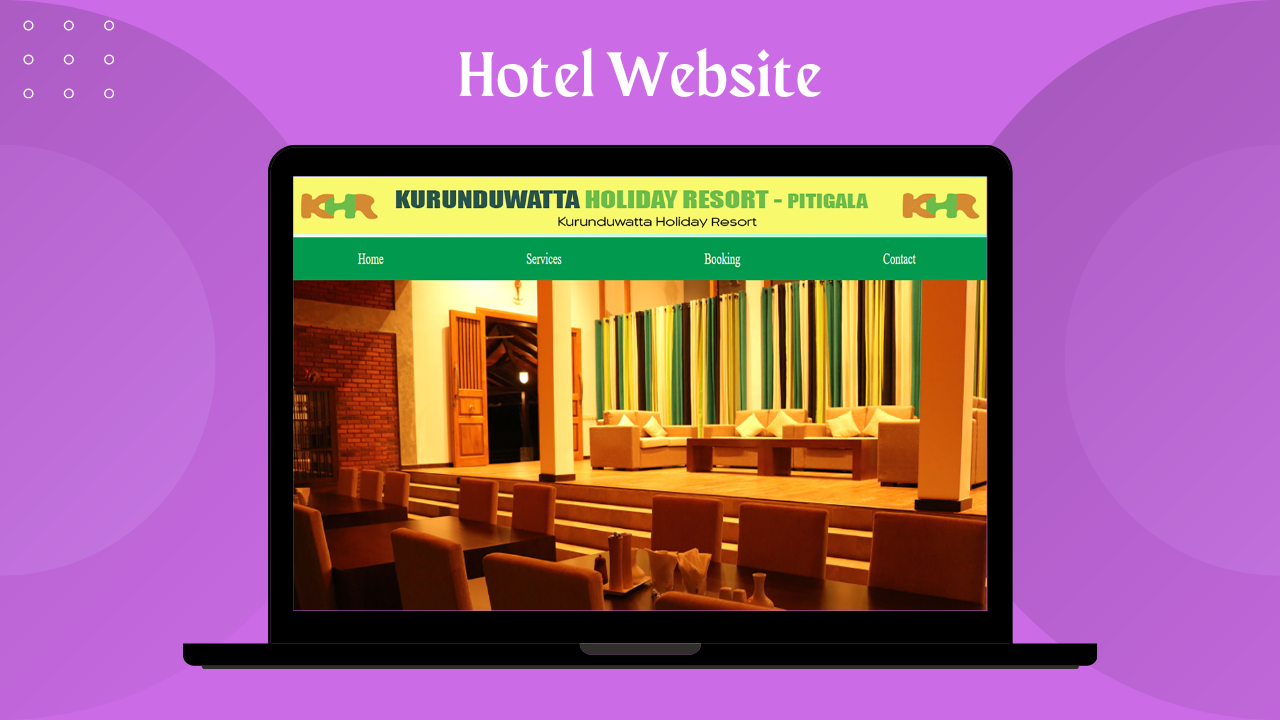 Hotel Website
KHR KURUNDUWATTA HOLIDAY RESORT - PITIGALA KHR
Kurunduwatta Holiday Resort
Home Services Booking Contact